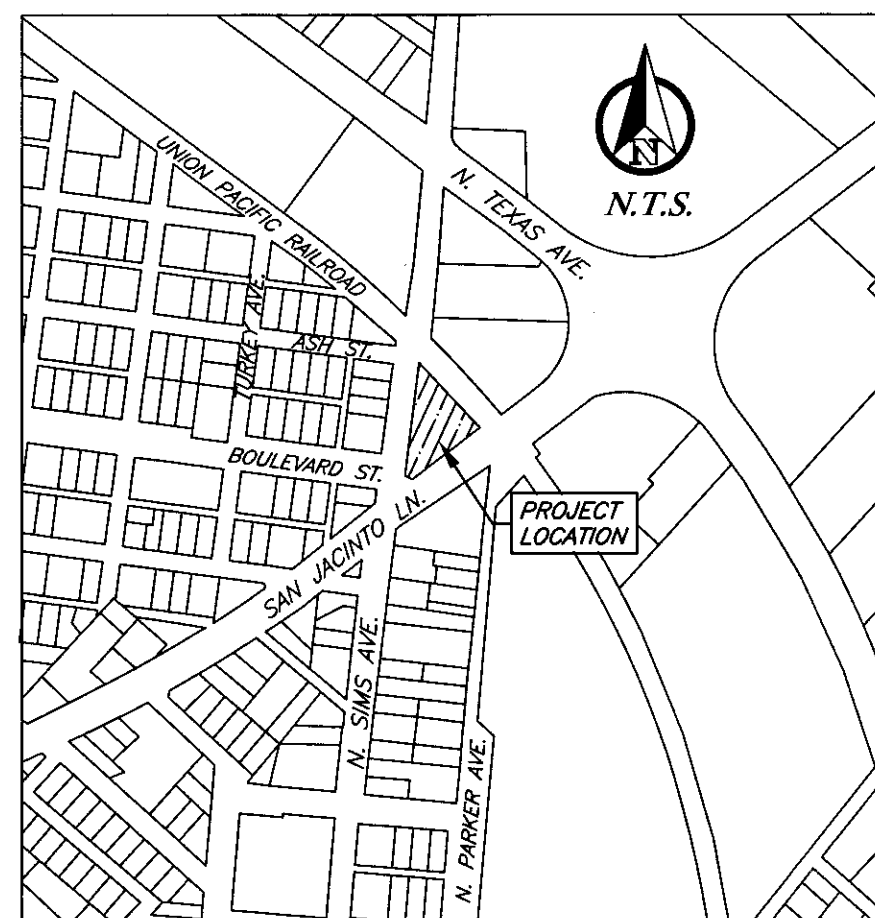 N
N.T.S.
UNION PACIFIC RAILROAD
N. TEXAS AVE.
TURKEY AVE.
ASH ST.
BOULEVARD ST.
SAN JACINTO LN.
PROJECT
LOCATION
N. SIMS AVE.
N. PARKER AVE.